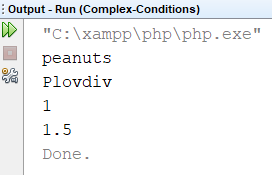 Output - Run (Complex-Conditions)
"C:\xampp\php\php.exe"
peanuts
Plovdiv
1
1.5
Done.